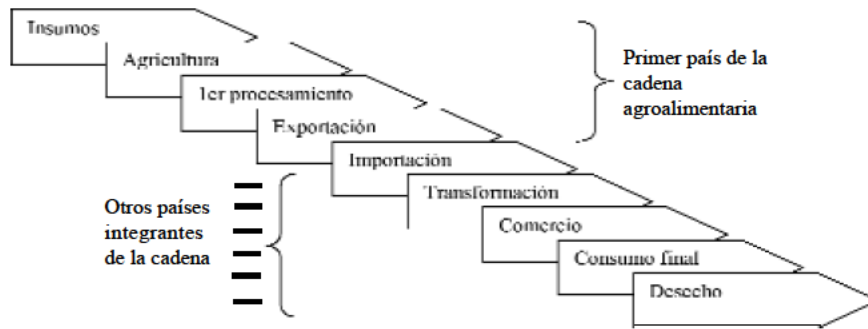 Insumos
Agricultura
1er procesamiento
Exportación
Importación
Transformación
Comercio
Consumo final
Desecho
Primer país de la
cadena
agroalimentaria
Otros países
integrantes
de la cadena